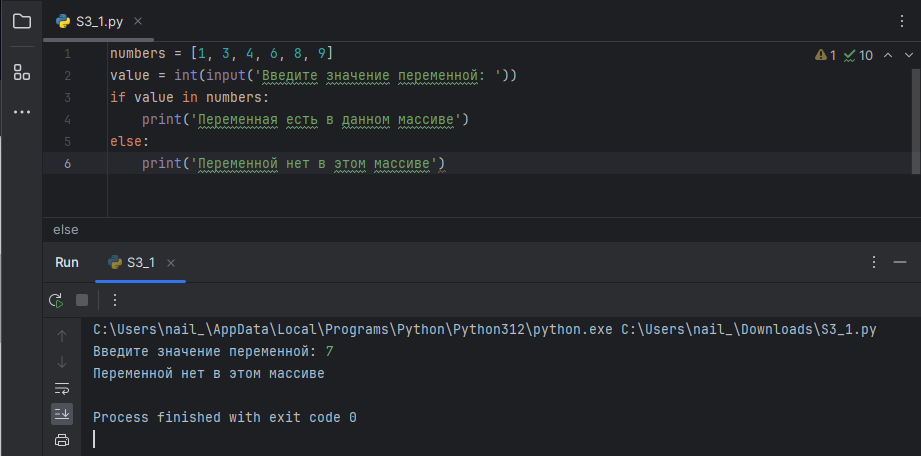 S3_1.py
1 numbers = [1, 3, 4, 6, 8, 9]
1 10
2 value = int(input('Введите значение переменной: '))
3 if value in numbers:
4 print('Переменная есть в данном массиве')
5 else:
6 print('Переменной нет в этом массиве')
else
Run S3_1
C:\Users\nail_\AppData\Local\Programs\Python\Python312\python.exe C:\Users\nail_\Downloads\S3_1.py
Введите значение переменной: 7
Переменной нет в этом массиве
Process finished with exit code 0